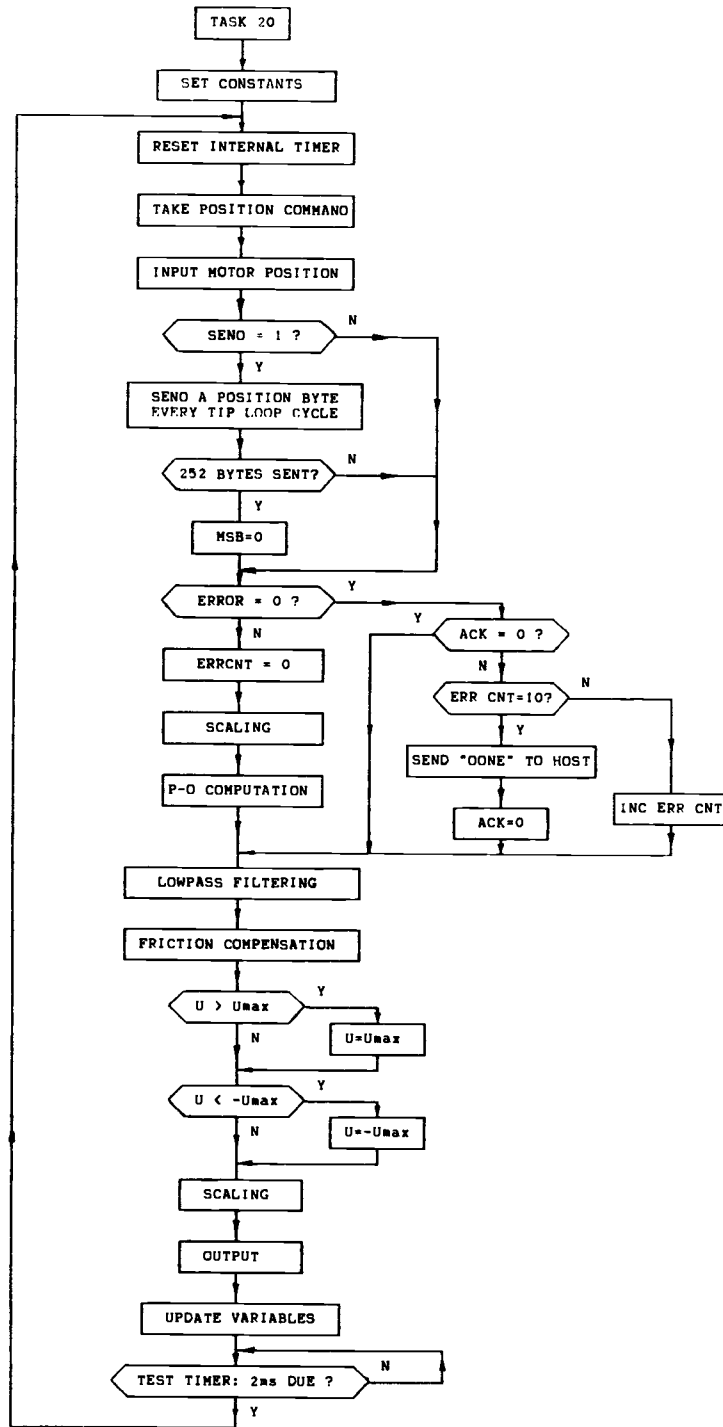 TASK 20
SET CONSTANTS
RESET INTERNAL TIMER
TAKE POSITION COMMANO
INPUT MOTOR POSITION
SENO = 1 ?
N
Y
SENO A POSITION BYTE
EVERY TIP LOOP CYCLE
252 BYTES SENT?
N
Y
MSB=0
ERROR = 0 ?
Y
N
ACK = 0 ?
Y
N
ERRCNT = 0
ERR CNT=10?
N
Y
SCALING
SEND "OONE" TO HOST
P-O COMPUTATION
ACK=0
INC ERR CNT
LOWPASS FILTERING
FRICTION COMPENSATION
U > Umax
Y
N
U=Umax
U < -Umax
Y
N
U=-Umax
SCALING
OUTPUT
UPDATE VARIABLES
TEST TIMER: 2ms DUE ?
N
Y